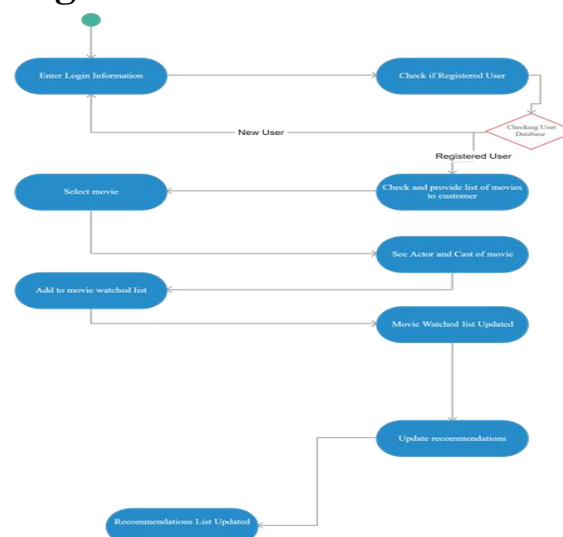 Enter Login Information
Check if Registered User
Checking User
Database
New User
Registered User
Select movie
Check and provide list of movies
to customer
See Actor and Cast of movie
Add to movie watched list
Movie Watched list Updated
Update recommendations
Recommendations List Updated